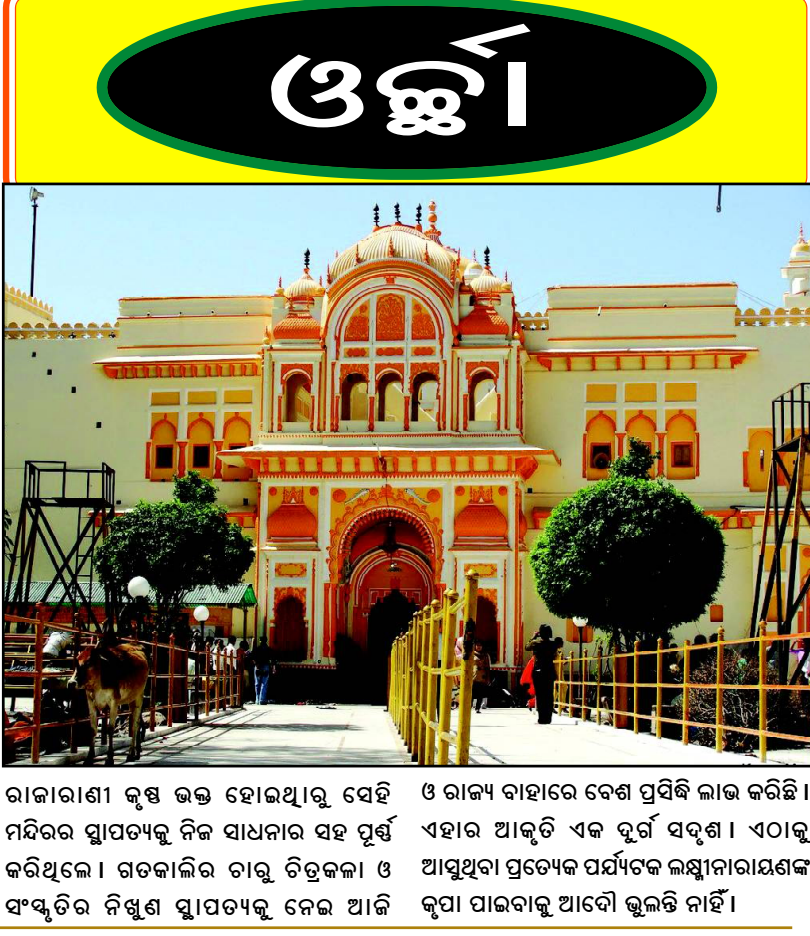 ଓର୍ଚ୍ଛା
ରାଜାରାଣୀ କୃଷ୍ଣ ଭକ୍ତ ହୋଇଥିାରୁ ସେହି
ମନ୍ଦିରର ସ୍ଥାପତ୍ୟକୁ ନିଜ ସାଧନାର ସହ ପୂର୍ଣ୍ଣ
କରିଥିଲେ। ଗତକାଲିର ଚାରୁ ଚିତ୍ରକଳା ଓ
ସଂସ୍କୃତିର ନିଖୁଣ ସ୍ଥାପତ୍ୟକୁ ନେଇ ଆଜି
ଓ ରାଜ୍ୟ ବାହାରେ ବେଶ ପ୍ରସିଦ୍ଧି ଲାଭ କରିଛି।
ଏହାର ଆକୃତି ଏକ ଦୁର୍ଗ ସଦୃଶ। ଏଠାକୁ
ଆସୁଥିବା ପ୍ରତ୍ୟେକ ପର୍ଯ୍ୟଟକ ଲକ୍ଷ୍ମୀନାରାୟଣଙ୍କ
କୃପା ପାଇବାକୁ ଆଦୌ ଭୁଲନ୍ତି ନାହିଁ।